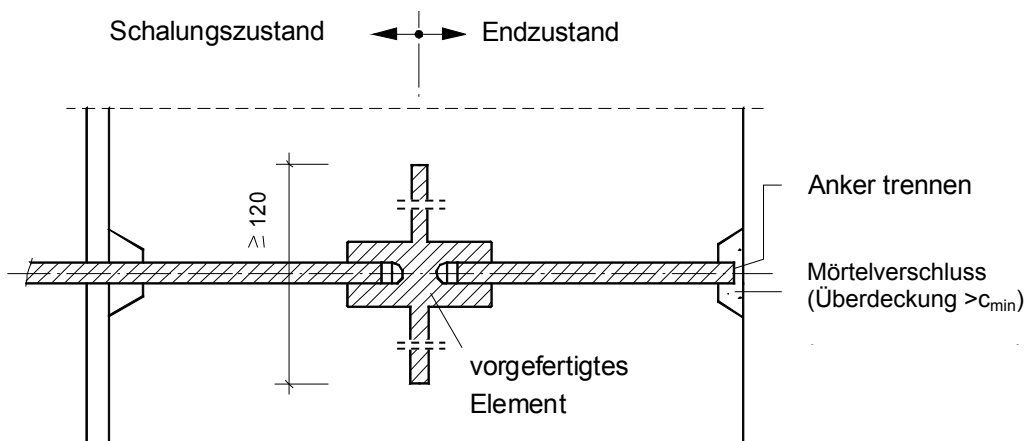 Schalungszustand
Endzustand
≥ 120
Anker trennen
Mörtelverschluss
(Überdeckung >cmin)
vorgefertigtes
Element